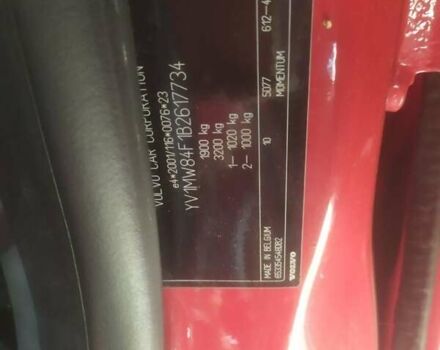 VOLVO CAR CORPORATION
e4*2001/116*0076*23
YV1MW84F1B2617734
1900 kg
3200 kg
1– 1020 kg
2– 1000 kg
10
SD77
MOMENTUM
612-4
MADE IN BELGIUM
VOLVO